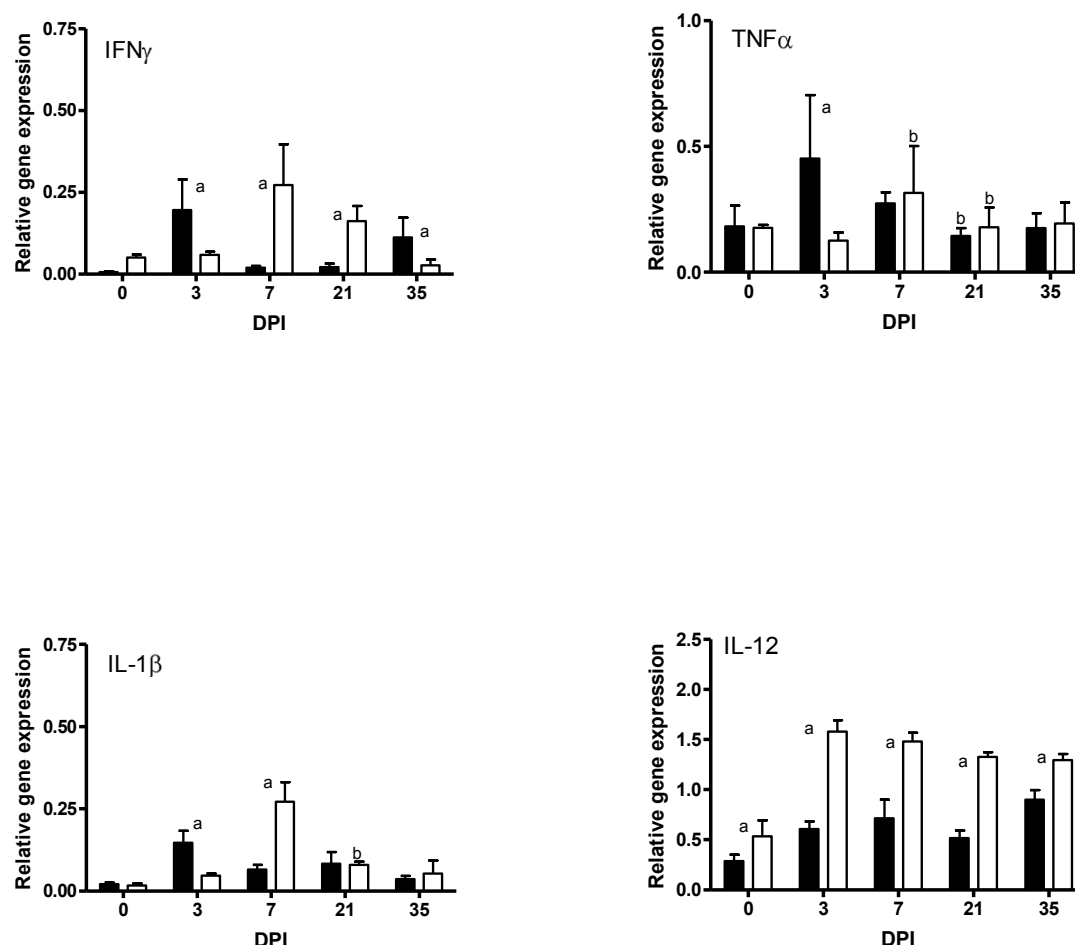 IFNγ
Relative gene expression
0.75
0.50
0.25
0.00
a
a
a
a
0 3 7 21 35
DPI
TNFα
Relative gene expression
1.0
0.5
0.0
a
b
b
b
0 3 7 21 35
DPI
IL-1β
Relative gene expression
0.75
0.50
0.25
0.00
a
a
b
0 3 7 21 35
DPI
IL-12
Relative gene expression
2.5
2.0
1.5
1.0
0.5
0.0
a
a
a
a
a
0 3 7 21 35
DPI